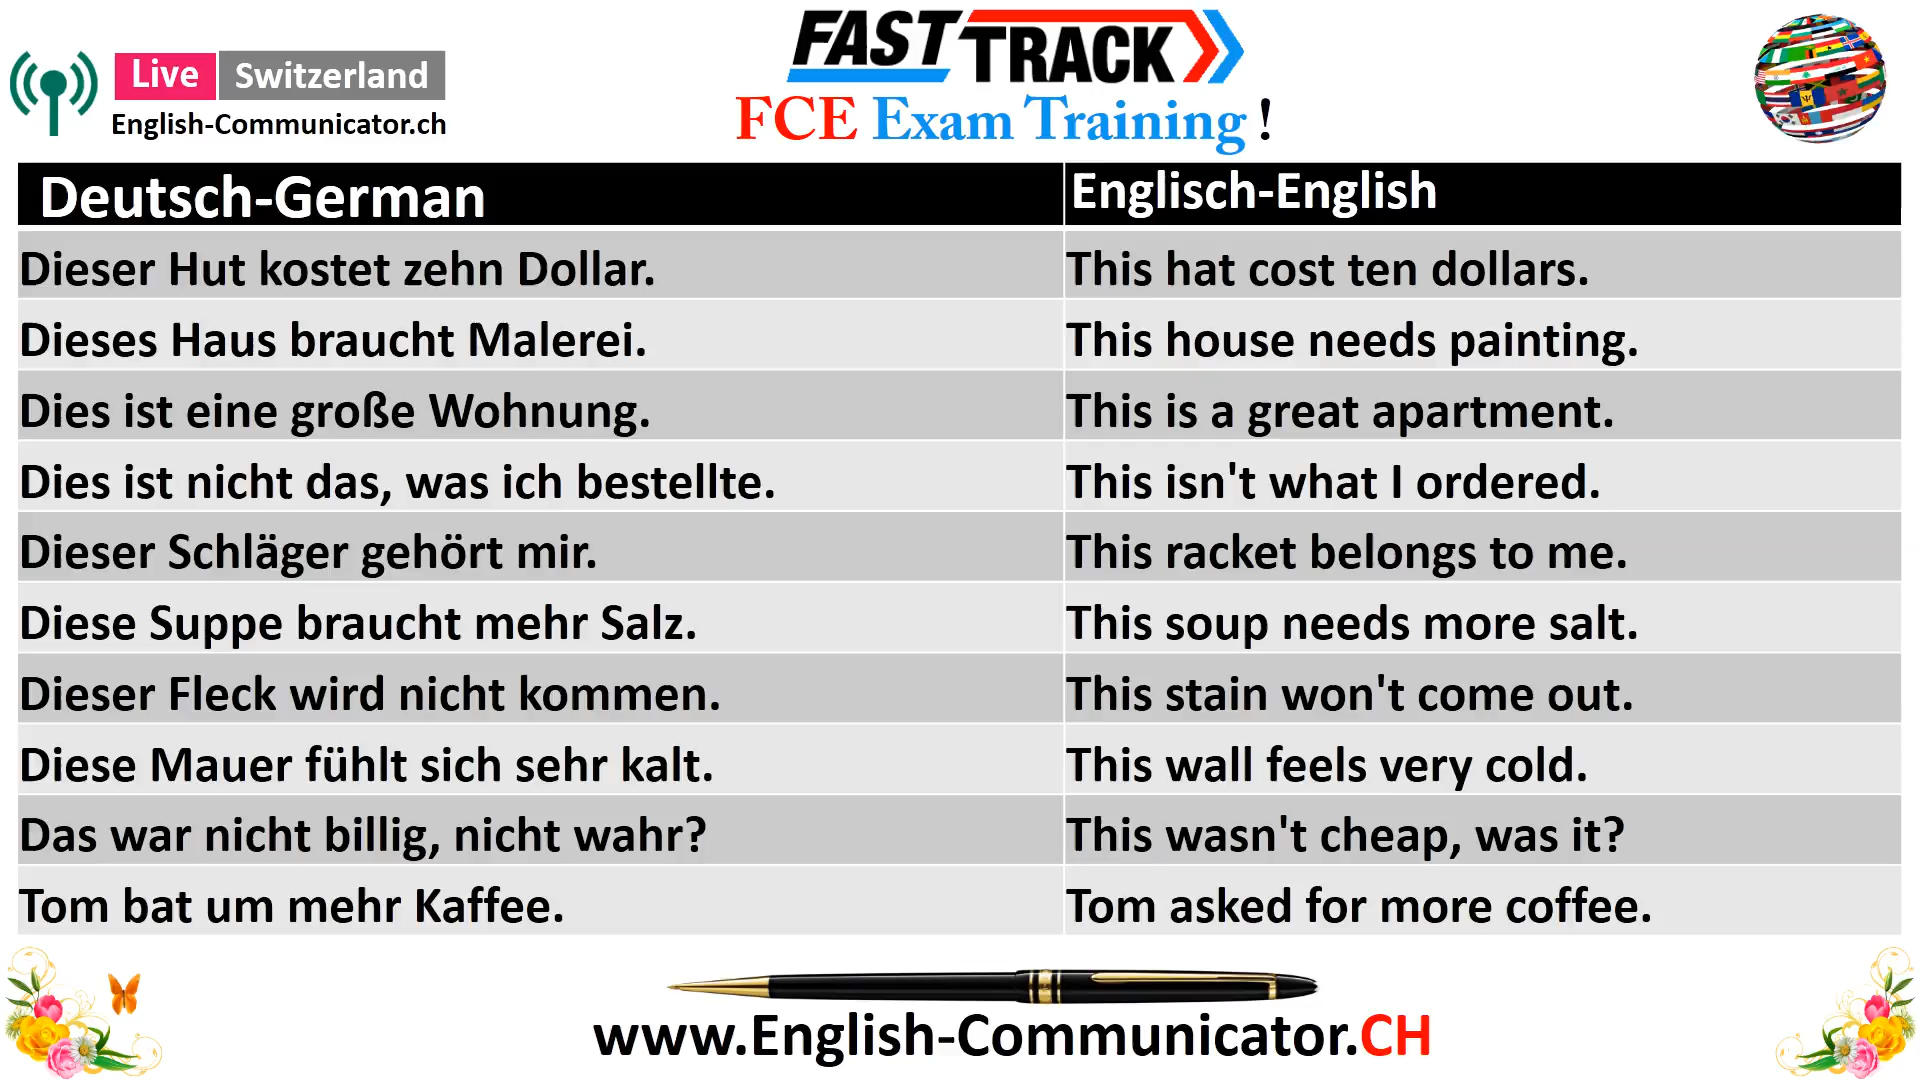 FAST TRACK
Live Switzerland
English-Communicator.ch
FCE Exam Training !
Deutsch-German Englisch-English
Dieser Hut kostet zehn Dollar. This hat cost ten dollars.
Dieses Haus braucht Malerei. This house needs painting.
Dies ist eine große Wohnung. This is a great apartment.
Dies ist nicht das, was ich bestellte. This isn't what I ordered.
Dieser Schläger gehört mir. This racket belongs to me.
Diese Suppe braucht mehr Salz. This soup needs more salt.
Dieser Fleck wird nicht kommen. This stain won't come out.
Diese Mauer fühlt sich sehr kalt. This wall feels very cold.
Das war nicht billig, nicht wahr? This wasn't cheap, was it?
Tom bat um mehr Kaffee. Tom asked for more coffee.
www.English-Communicator.CH